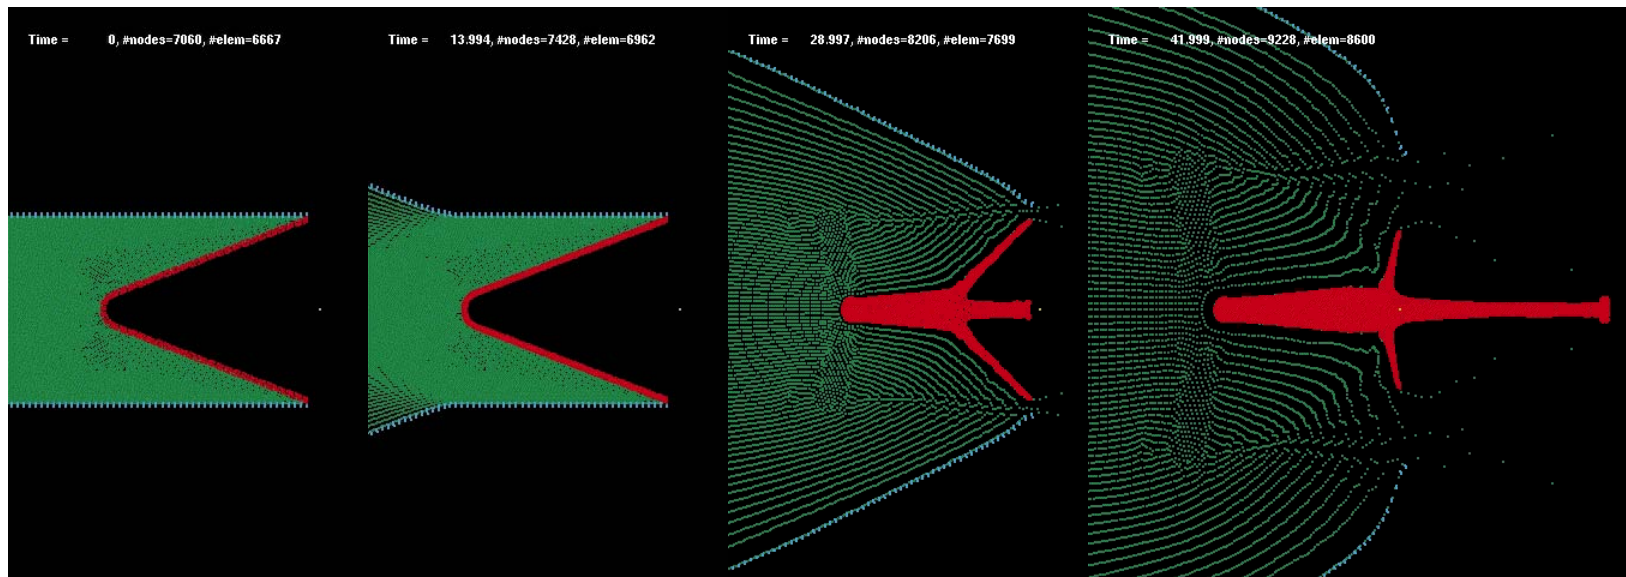 Time = 0, #nodes=7060, #elem=6667
Time = 13.994, #nodes=7428, #elem=6962
Time = 28.997, #nodes=8206, #elem=7699
Time = 41.999, #nodes=9228, #elem=8600